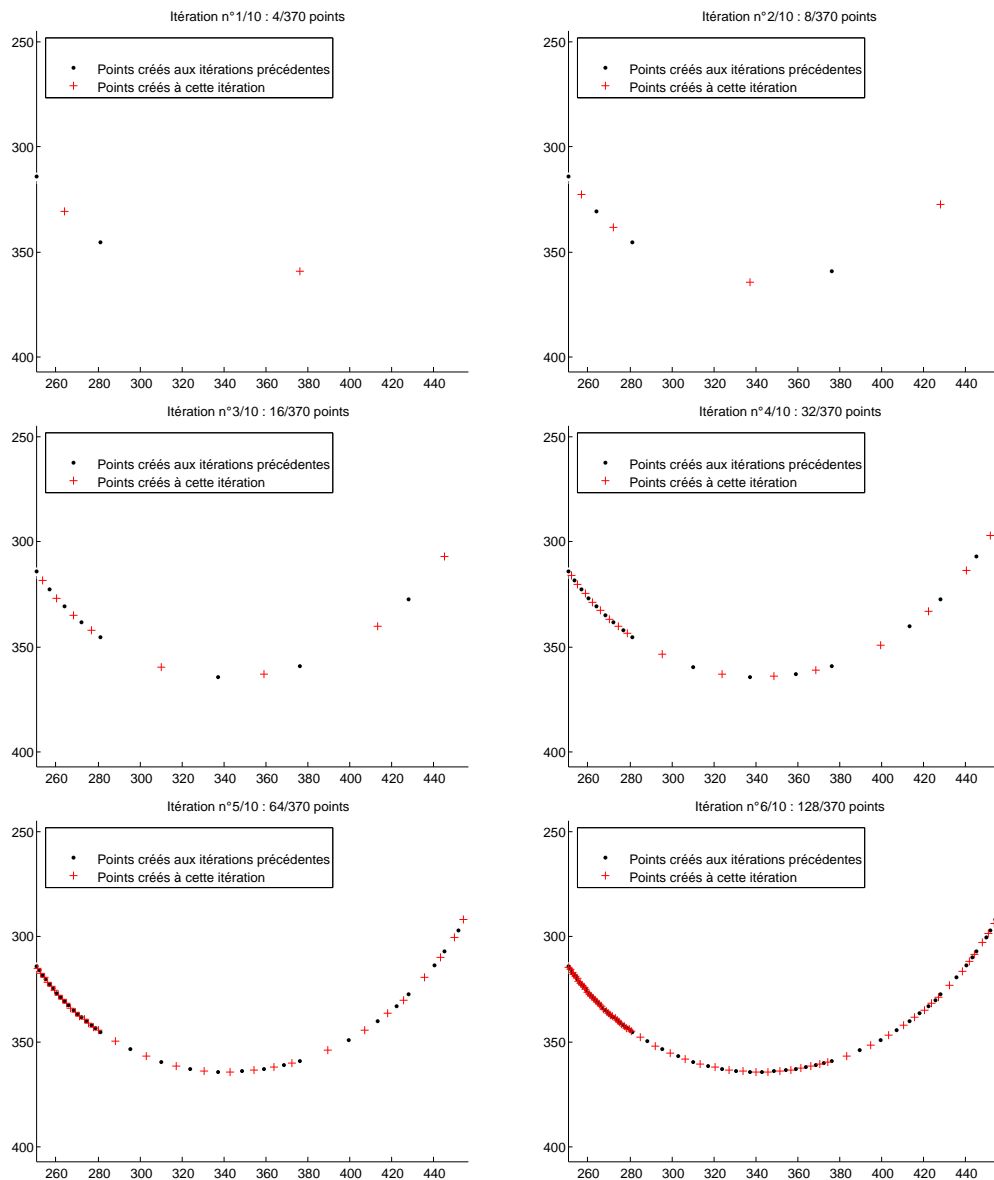 Itération n°1/10 : 4/370 points
250
300
350
400
Points créés aux itérations précédentes
Points créés à cette itération
260 280 300 320 340 360 380 400 420 440
Itération n°2/10 : 8/370 points
250
300
350
400
Points créés aux itérations précédentes
Points créés à cette itération
260 280 300 320 340 360 380 400 420 440
Itération n°3/10 : 16/370 points
250
300
350
400
Points créés aux itérations précédentes
Points créés à cette itération
260 280 300 320 340 360 380 400 420 440
Itération n°4/10 : 32/370 points
250
300
350
400
Points créés aux itérations précédentes
Points créés à cette itération
260 280 300 320 340 360 380 400 420 440
Itération n°5/10 : 64/370 points
250
300
350
400
Points créés aux itérations précédentes
Points créés à cette itération
260 280 300 320 340 360 380 400 420 440
Itération n°6/10 : 128/370 points
250
300
350
400
Points créés aux itérations précédentes
Points créés à cette itération
260 280 300 320 340 360 380 400 420 440